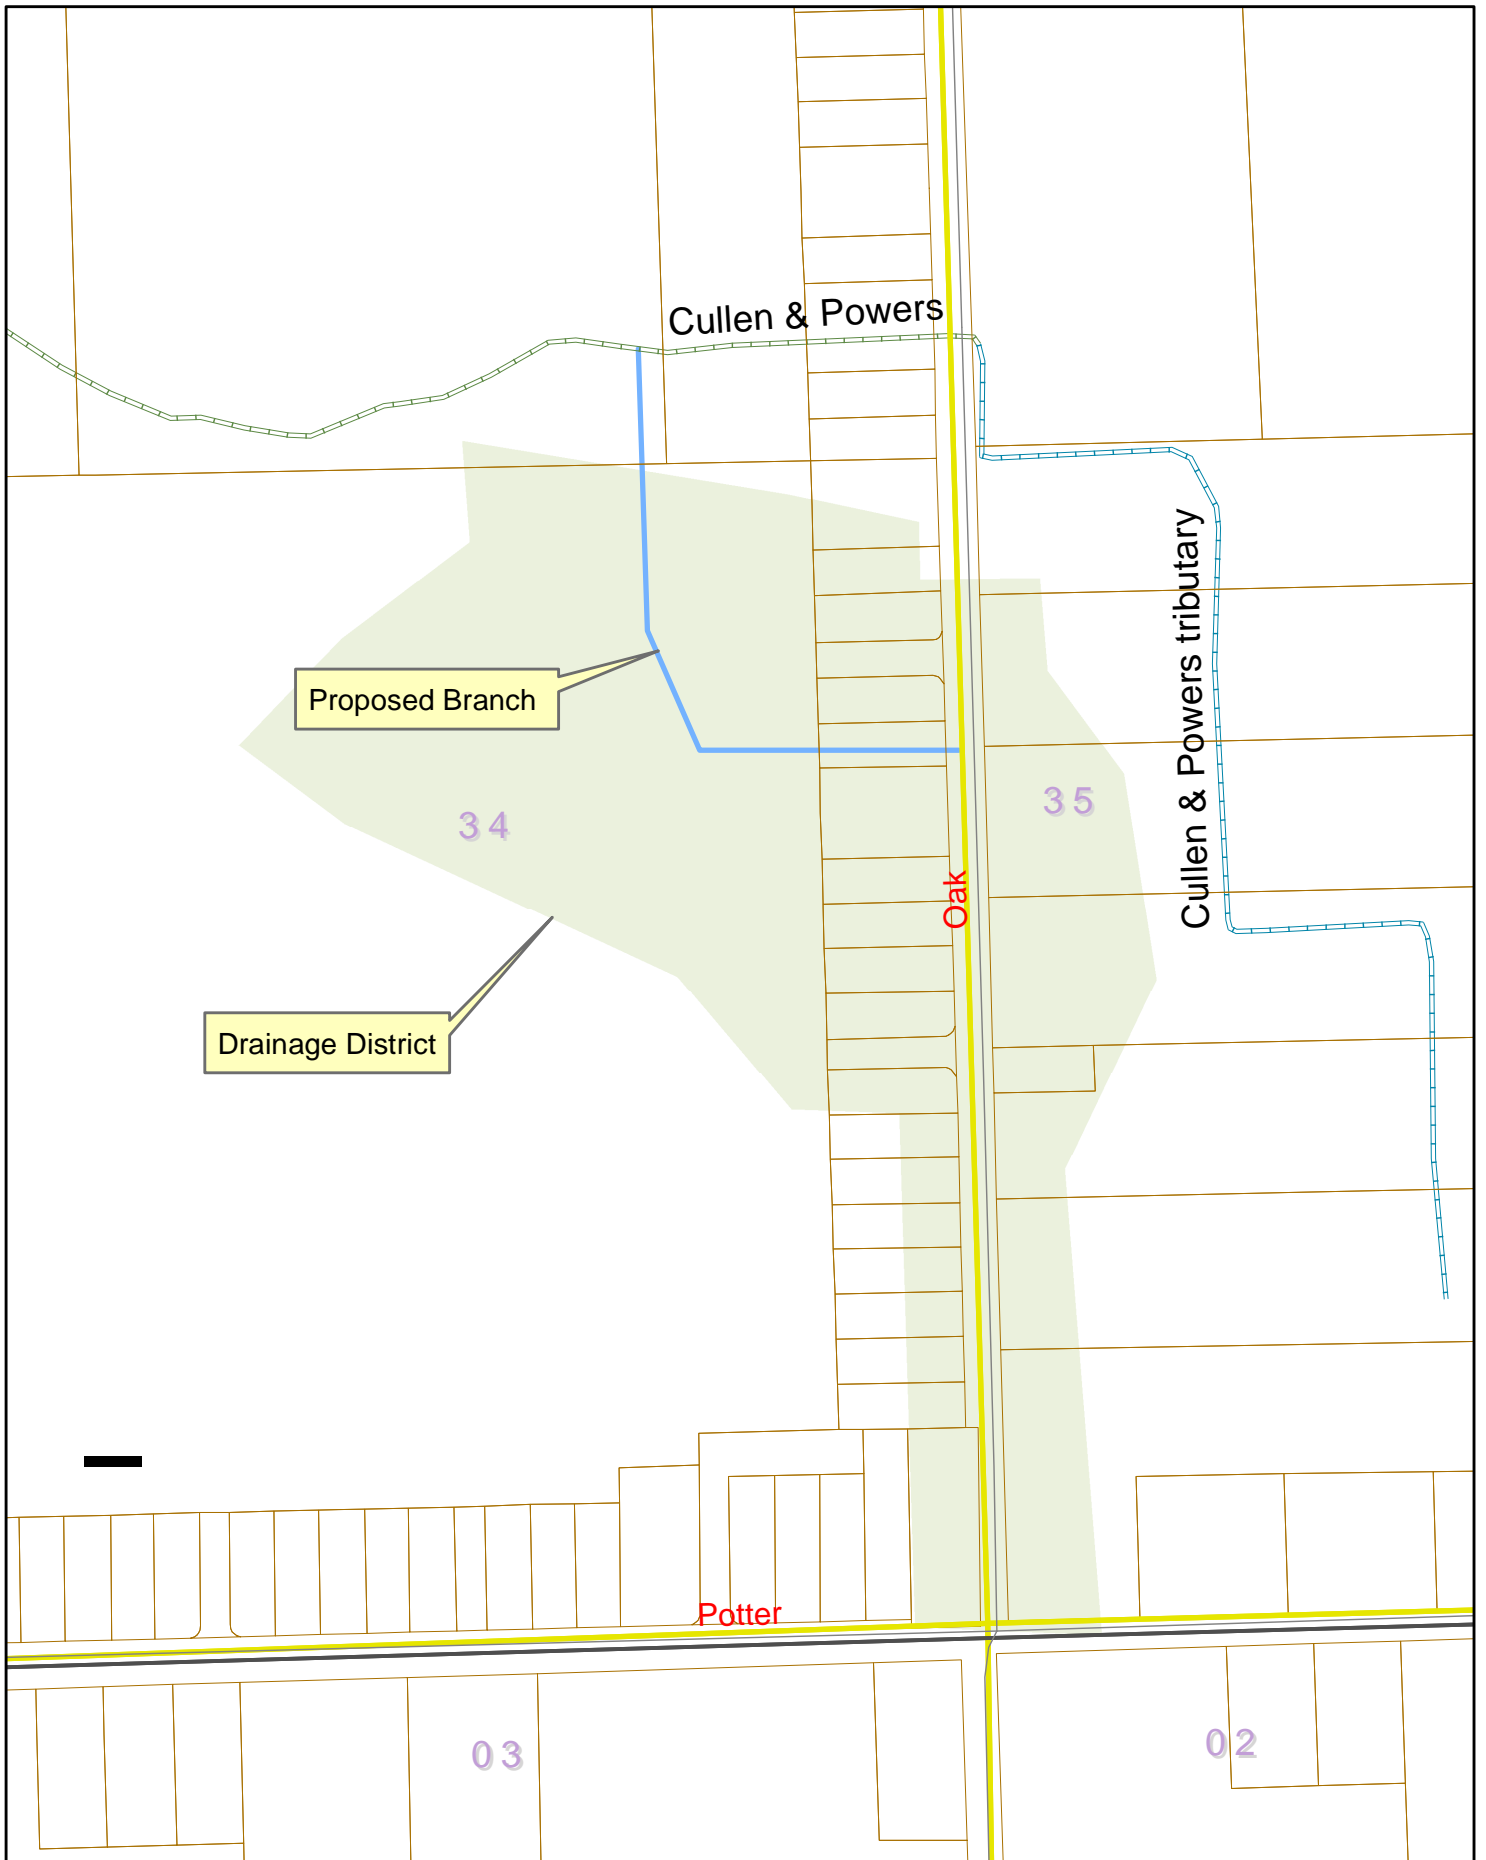 Cullen & Powers
Cullen & Powers tributary
Proposed Branch
34
35
Oak
Drainage District
Potter
03
02